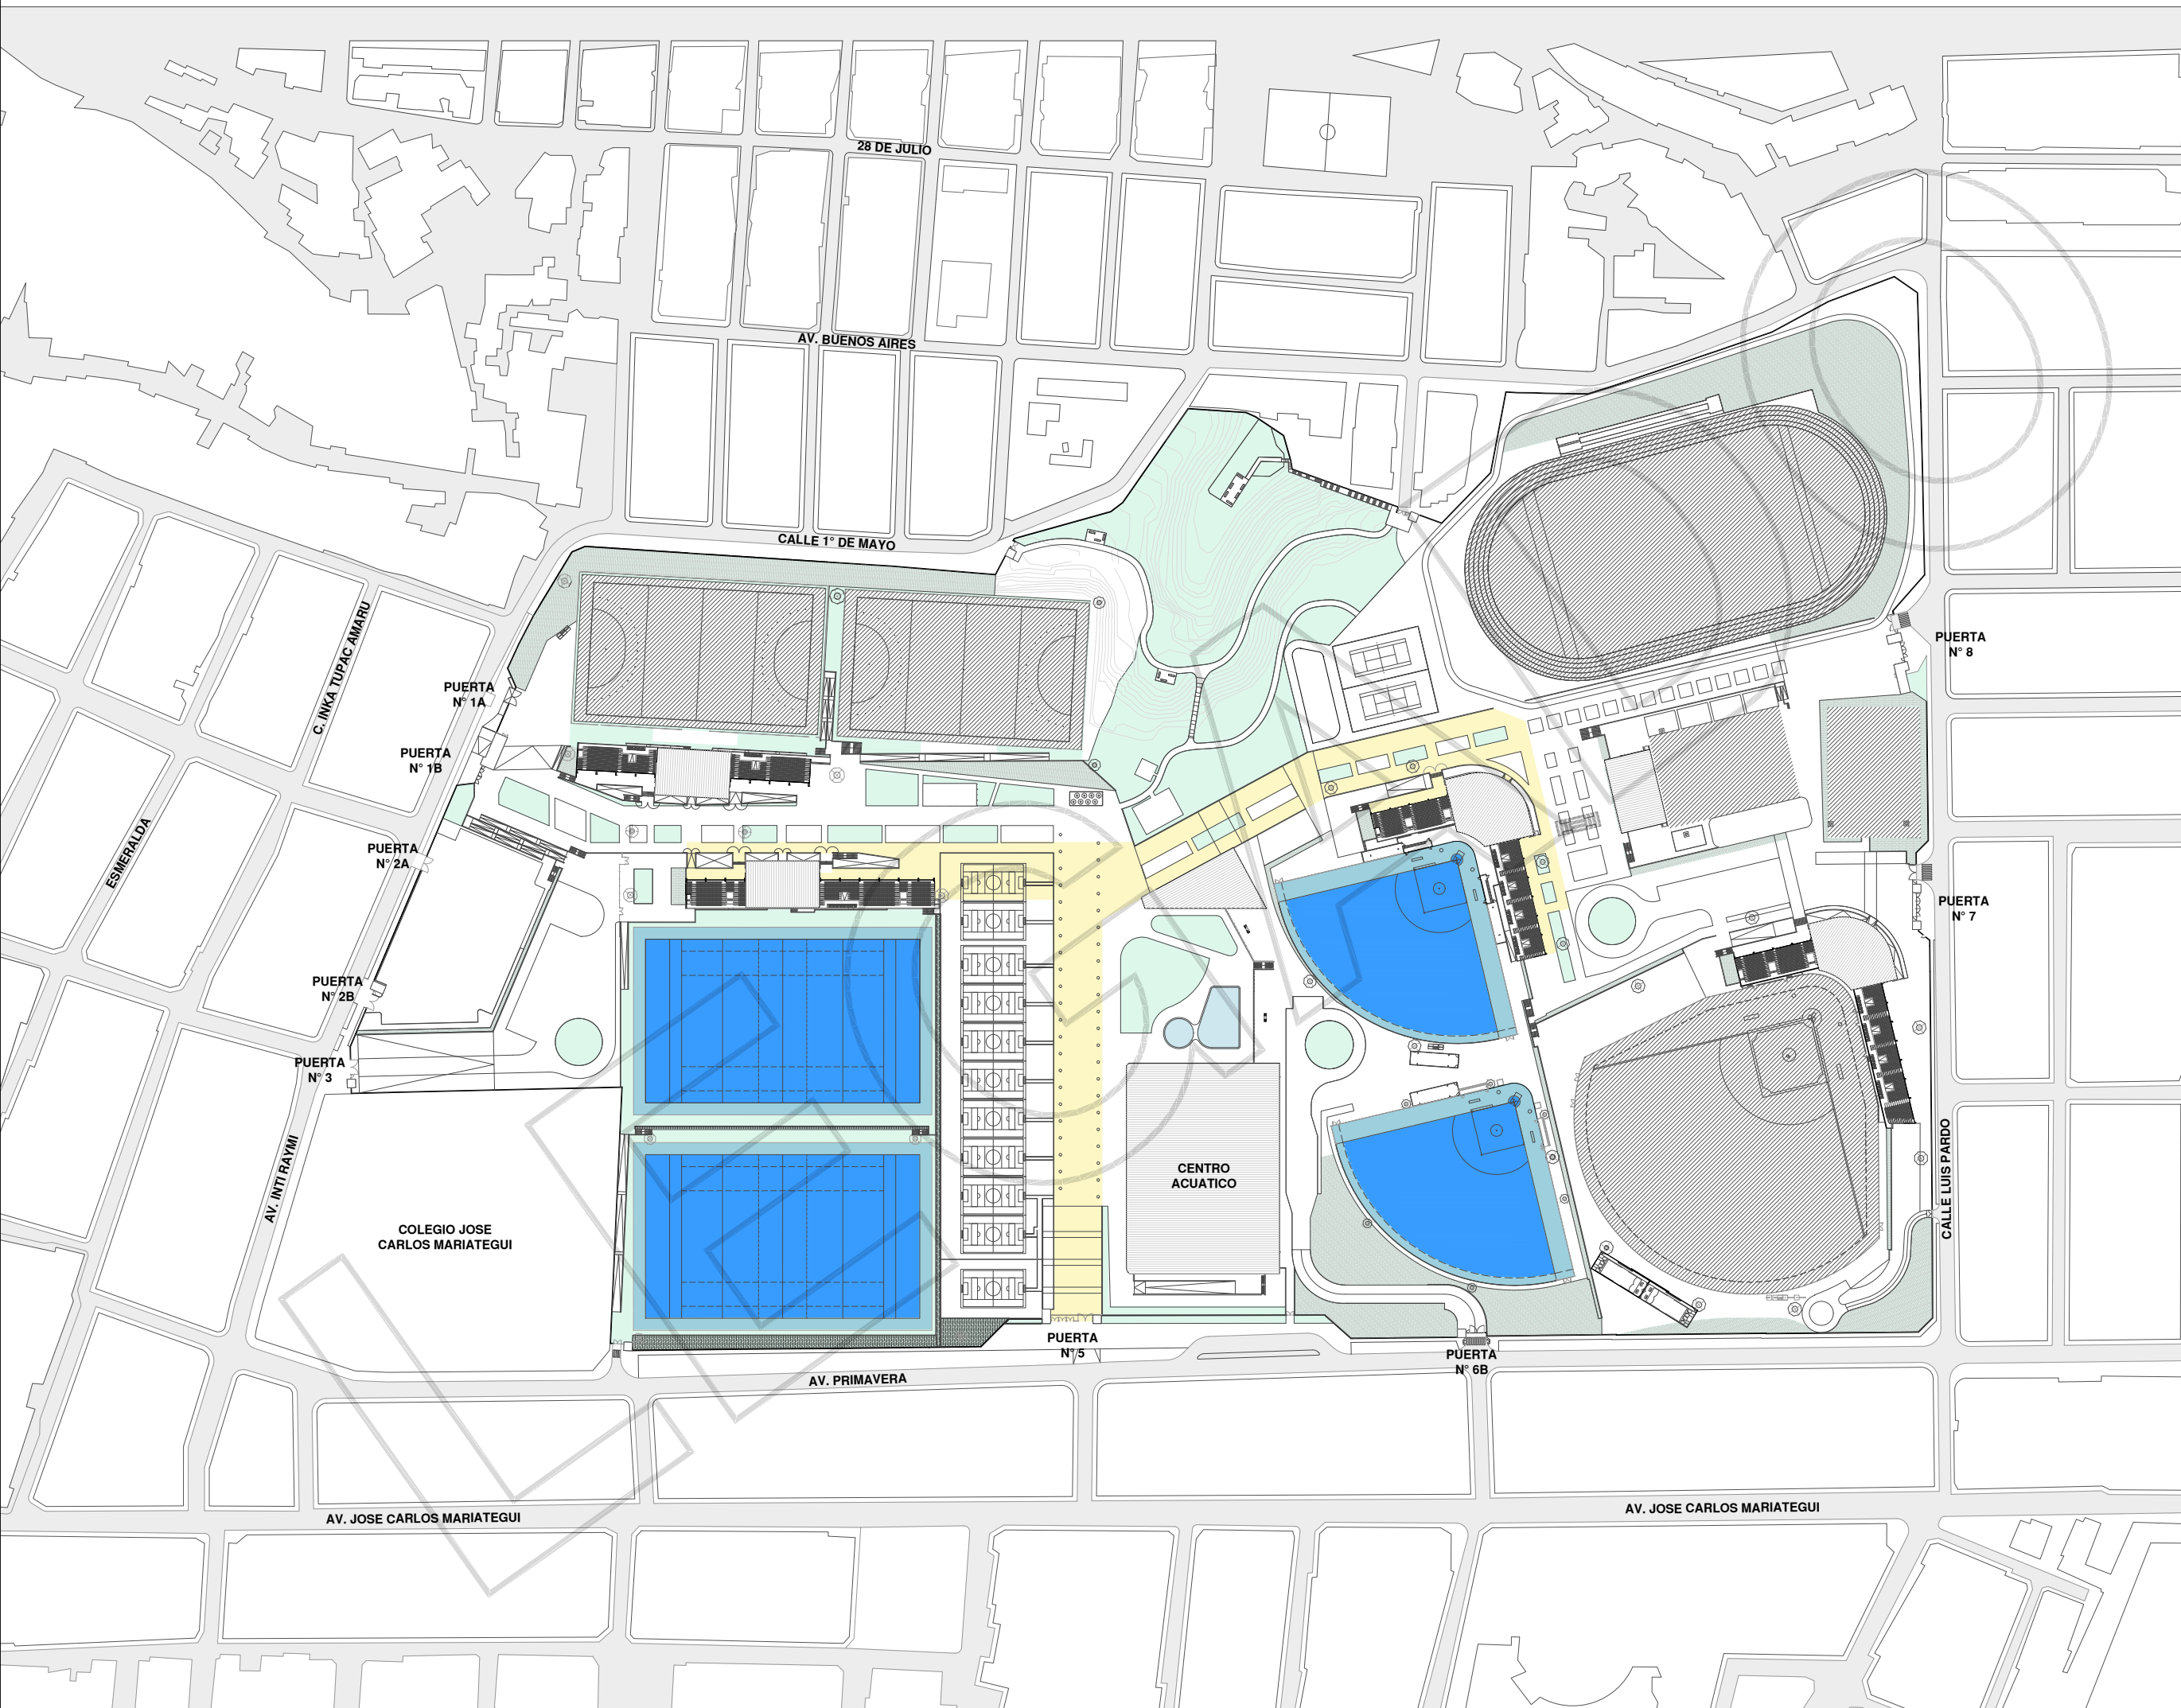 28 DE JULIO
AV. BUENOS AIRES
CALLE 1° DE MAYO
C. INKA TUPAC AMARU
PUERTA
N° 8
PUERTA
N° 1A
PUERTA
N° 1B
ESMERALDA
PUERTA
N° 2A
PUERTA
N° 7
PUERTA
N° 2B
PUERTA
N° 3
AV. INTI RAYMI
CENTRO
ACUATICO
CALLE LUIS PARDO
COLEGIO JOSE
CARLOS MARIATEGUI
PUERTA
N° 5
PUERTA
N° 6B
AV. PRIMAVERA
AV. JOSE CARLOS MARIATEGUI
AV. JOSE CARLOS MARIATEGUI
LEGADO